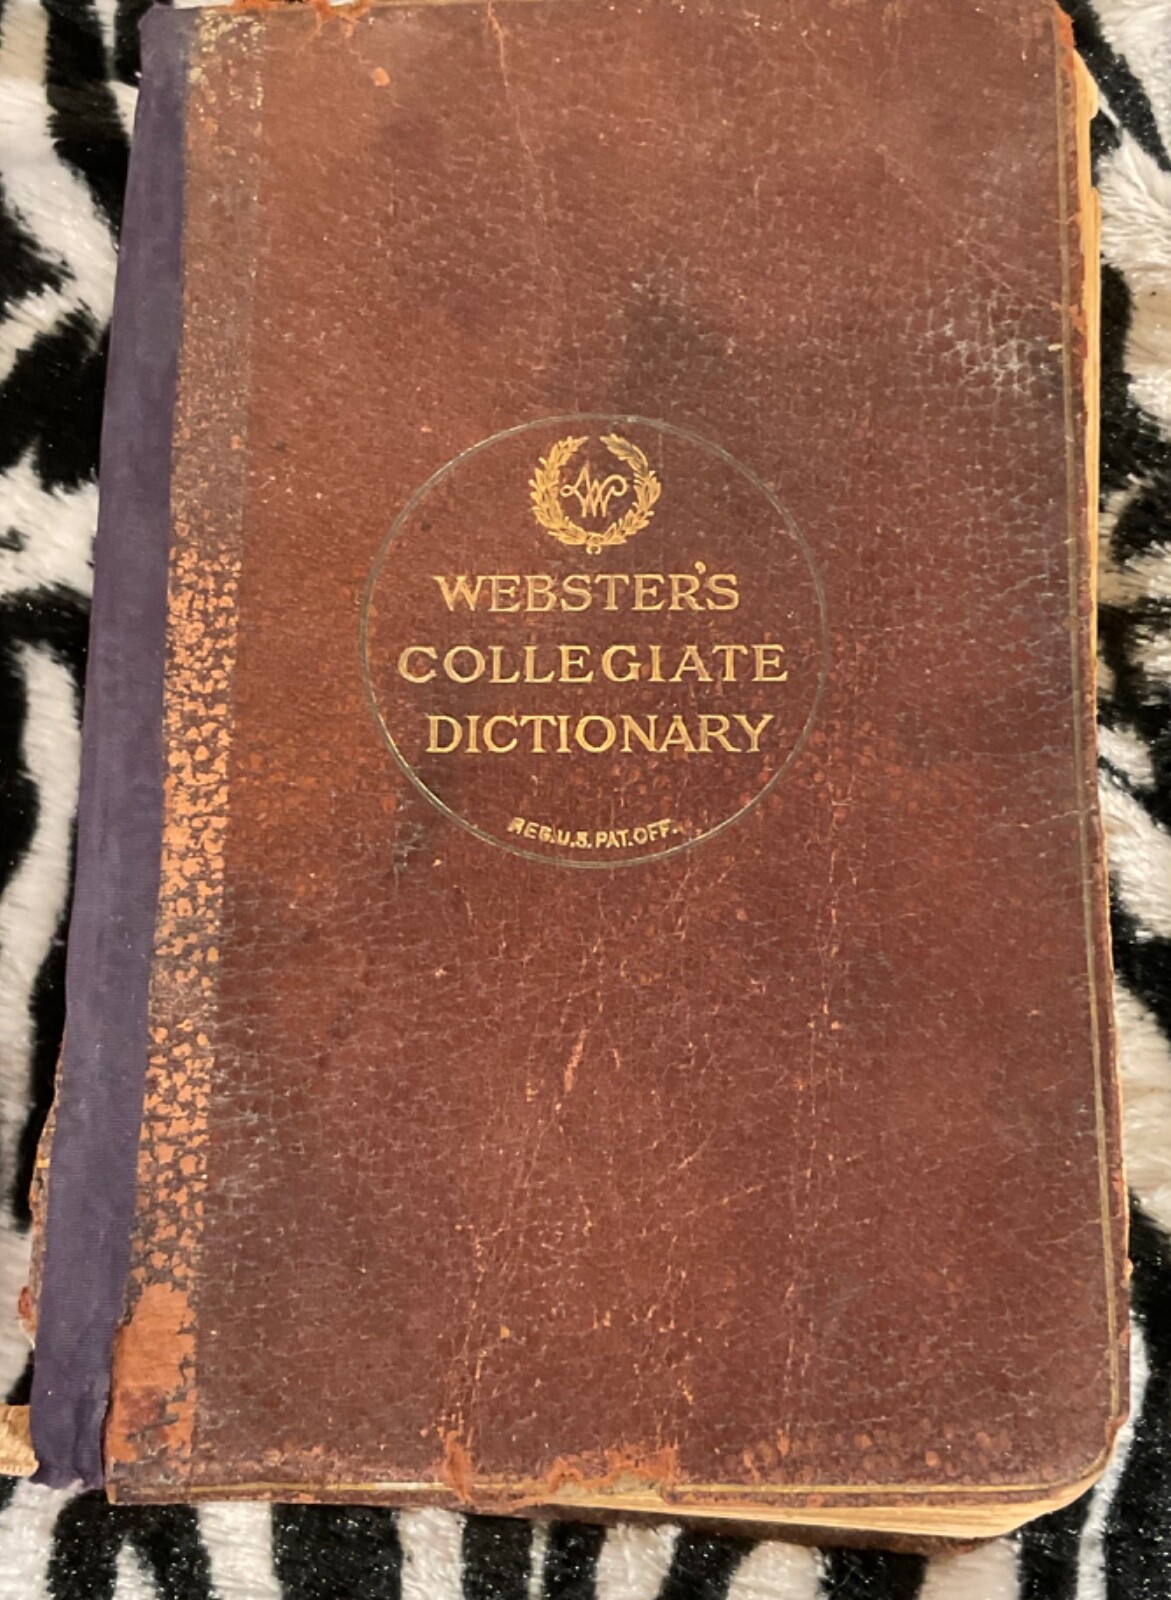 W
WEBSTER'S
COLLEGIATE
DICTIONARY
REG. U.S. PAT. OFF.